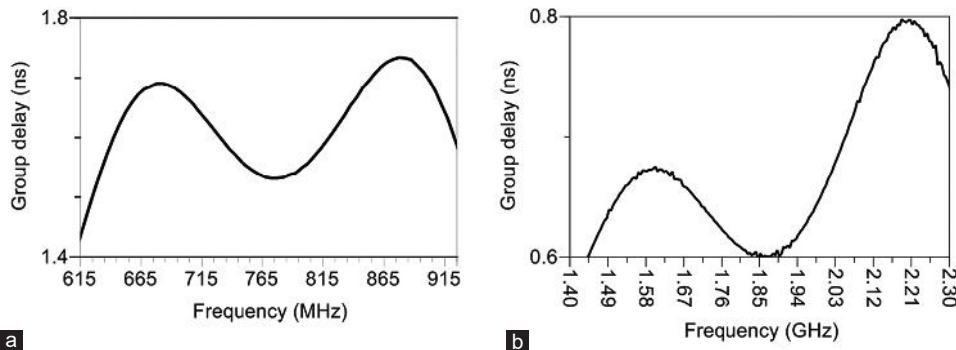 1.8
Group delay (ns)
1.4
615 665 715 765 815 865 915
Frequency (MHz)
a
0.8
Group delay (ns)
0.7
0.6
1.40 1.49 1.58 1.67 1.76 1.85 1.94 2.03 2.12 2.21 2.30
Frequency (GHz)
b